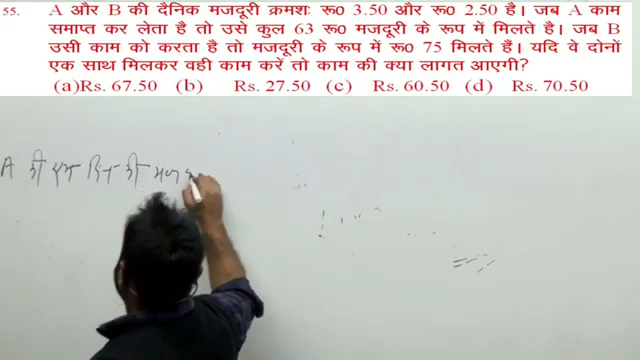 55. A और B की दैनिक मजदूरी क्रमशः रू0 3.50 और रू0 2.50 है। जब A काम
समाप्त कर लेता है तो उसे कुल 63 रू0 मजदूरी के रूप में मिलते है। जब B
उसी काम को करता है तो मजदूरी के रूप में रू0 75 मिलते हैं। यदि वे दोनों
एक साथ मिलकर वही काम करें तो काम की क्या लागत आएगी?
(a)Rs. 67.50 (b) Rs. 27.50 (c) Rs. 60.50 (d) Rs. 70.50
A की एक दिन की